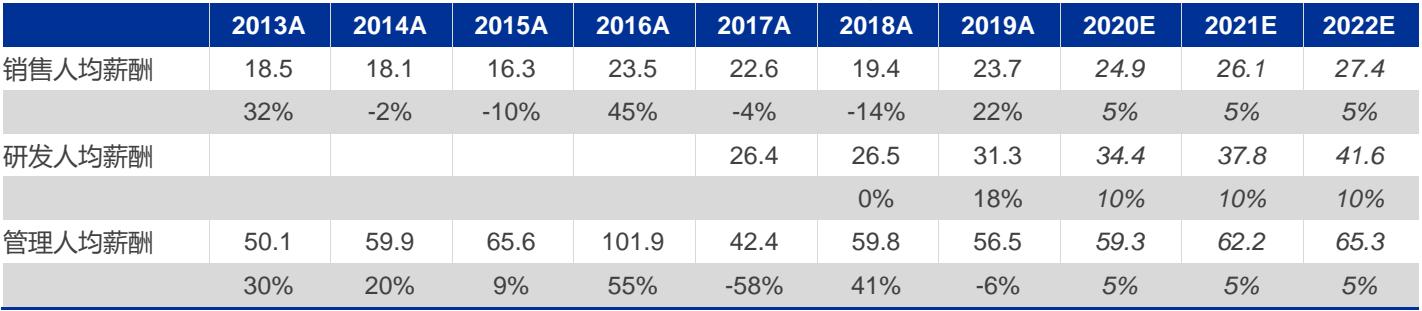 2013A 2014A 2015A 2016A 2017A 2018A 2019A 2020E 2021E 2022E
销售人均薪酬 18.5 18.1 16.3 23.5 22.6 19.4 23.7 24.9 26.1 27.4
32% -2% -10% 45% -4% -14% 22% 5% 5% 5%
研发人均薪酬 26.4 26.5 31.3 34.4 37.8 41.6
0% 18% 10% 10% 10%
管理人均薪酬 50.1 59.9 65.6 101.9 42.4 59.8 56.5 59.3 62.2 65.3
30% 20% 9% 55% -58% 41% -6% 5% 5% 5%